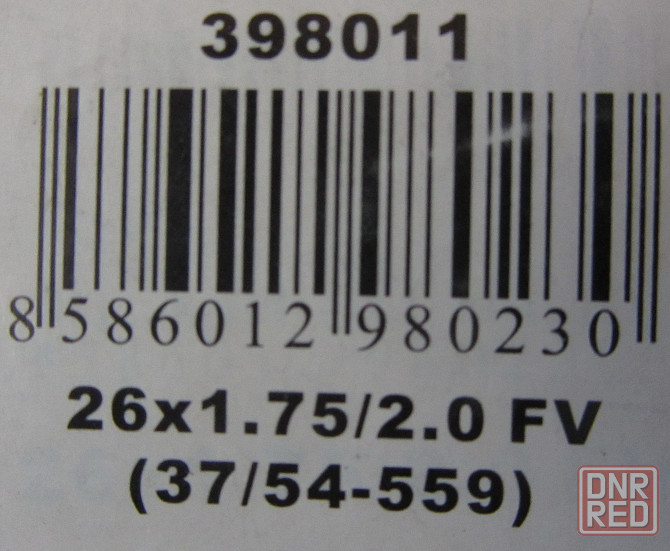 398011
8 586012 980230
26x1.75/2.0 FV
(37/54-559)
DNR
RED